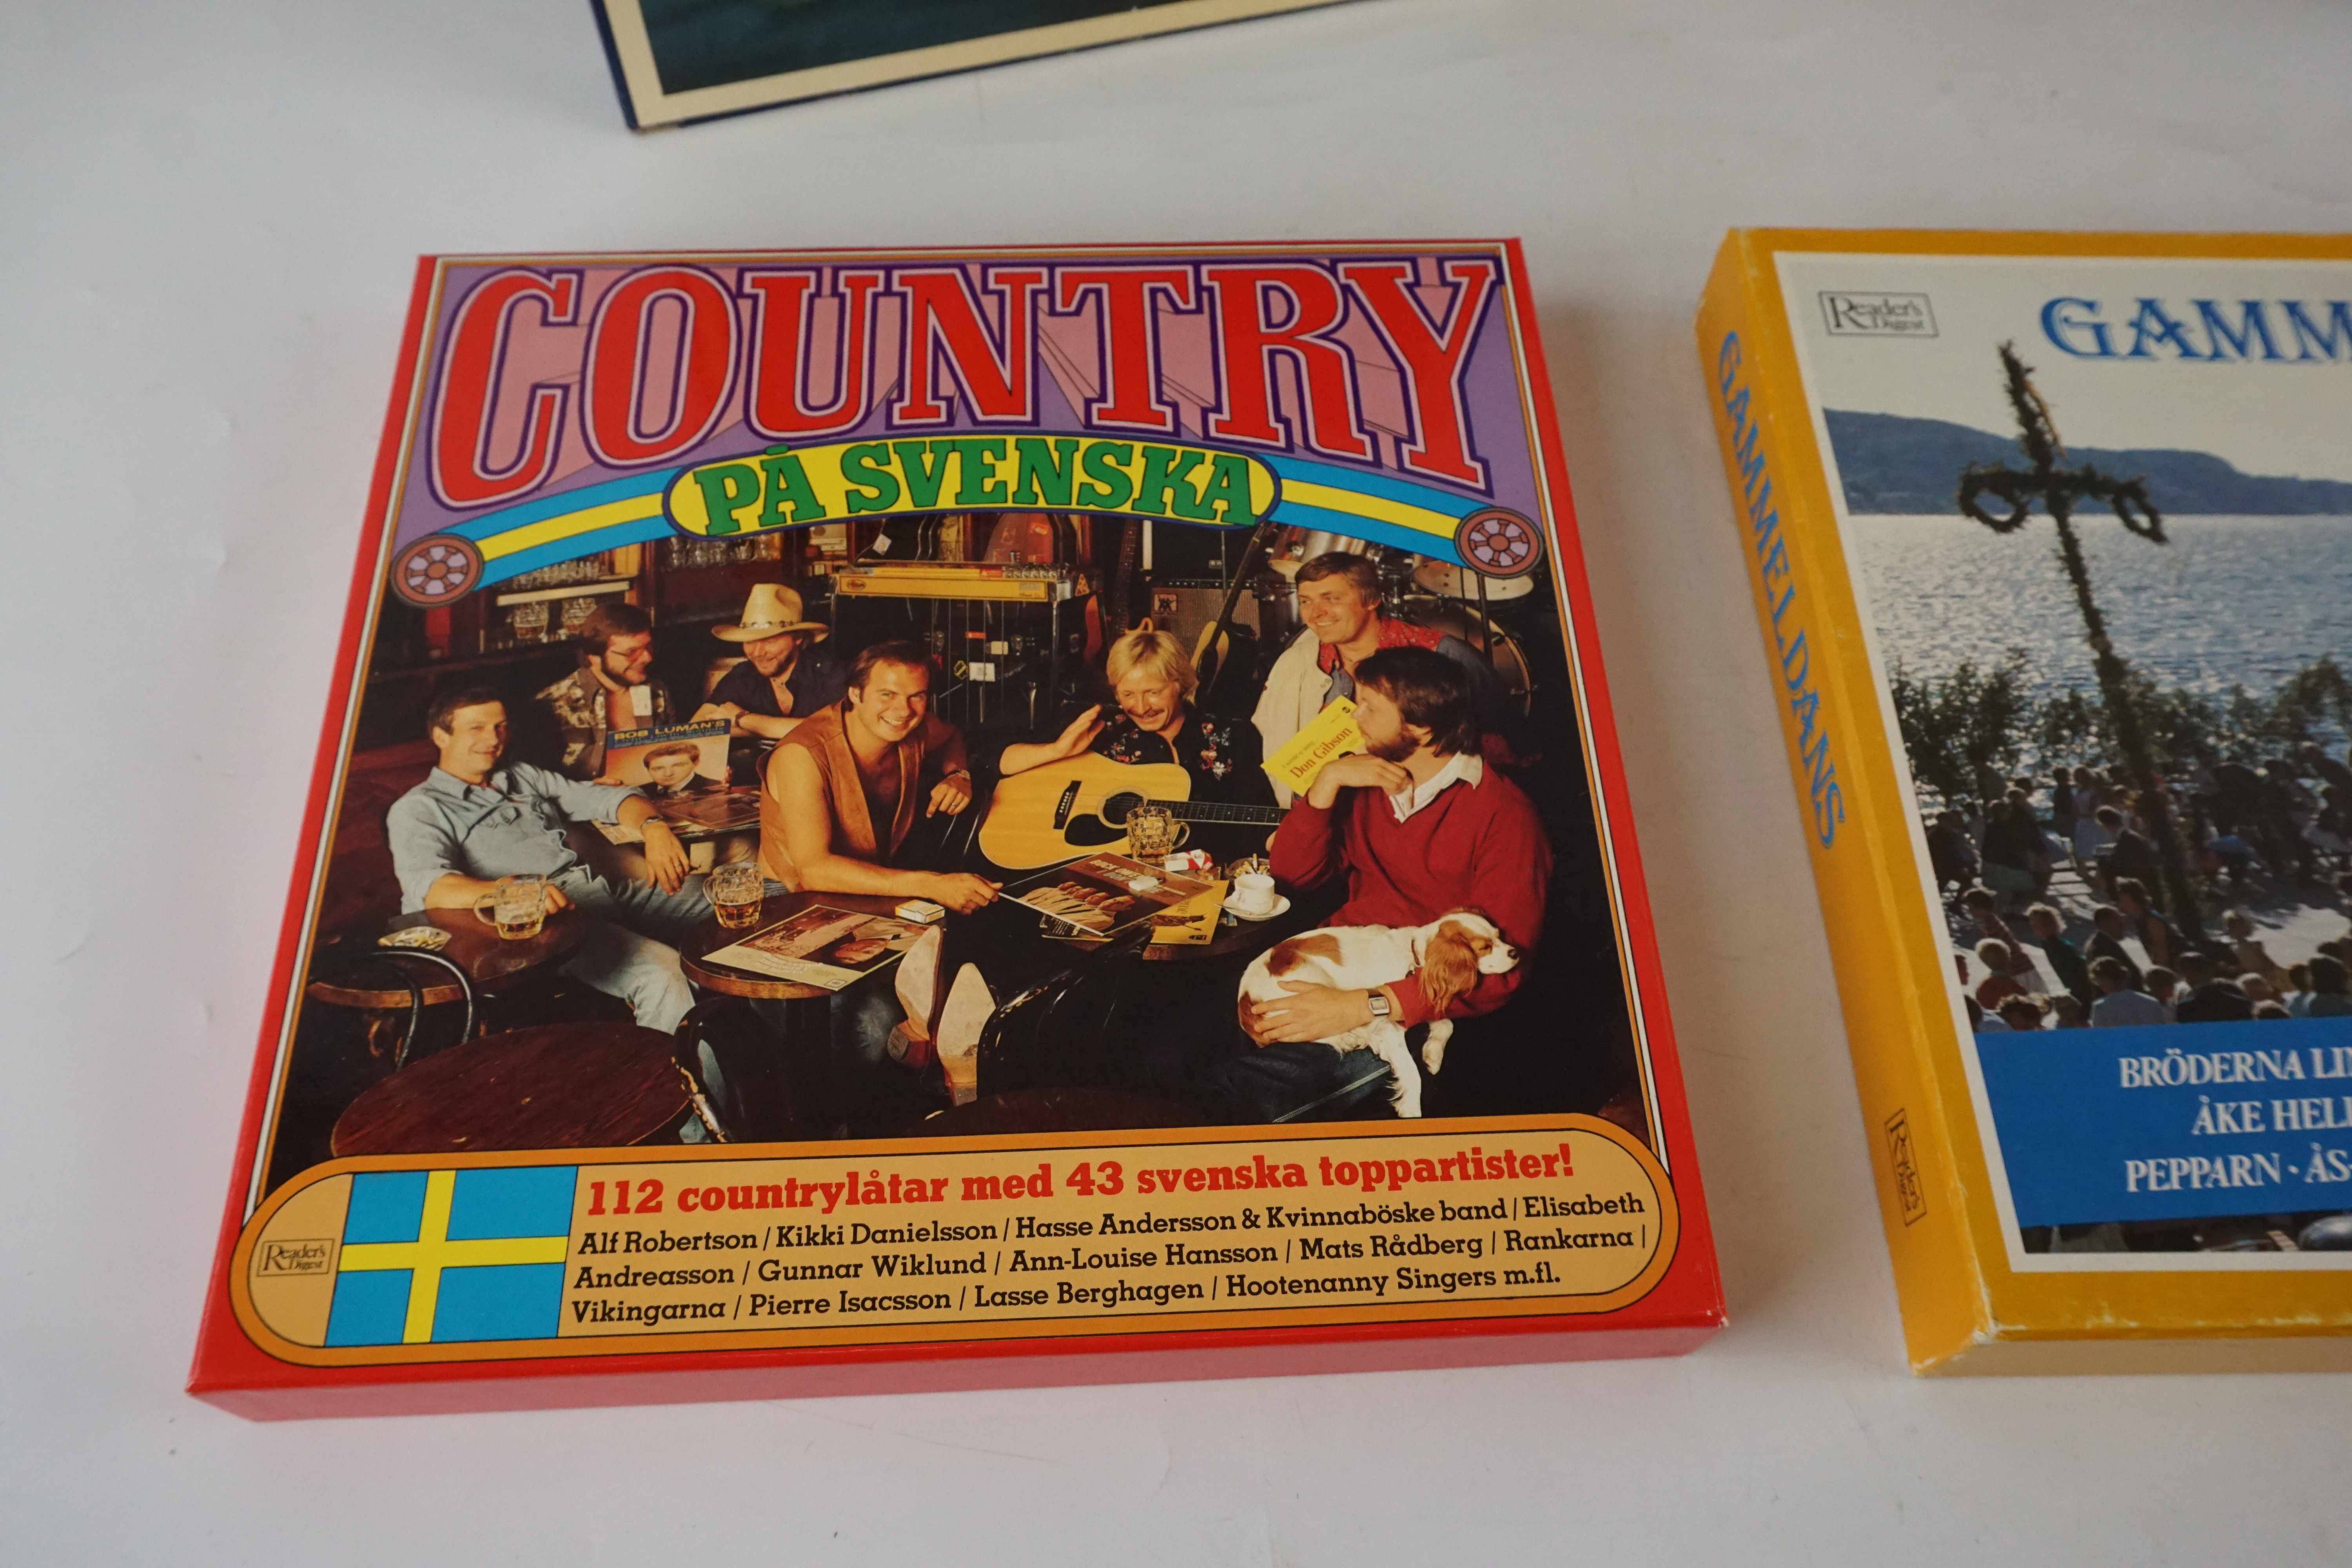 COUNTRY
PÅ SVENSKA
BOB LUMAN'S
Don Gibson
112 countrylåtar med 43 svenska toppartister!
Alf Robertson / Kikki Danielsson / Hasse Andersson & Kvinnaböske band / Elisabeth
Andreasson / Gunnar Wiklund / Ann-Louise Hansson / Mats Rådberg / Rankarna /
Vikingarna / Pierre Isacsson / Lasse Berghagen / Hootenanny Singers m.fl.
Reader's
Digest
GAMMELDANS
Reader's
Digest
Reader's
Digest
GAMM
BRÖDERNA LI
ÅKE HEL
PEPPARN · ÅS